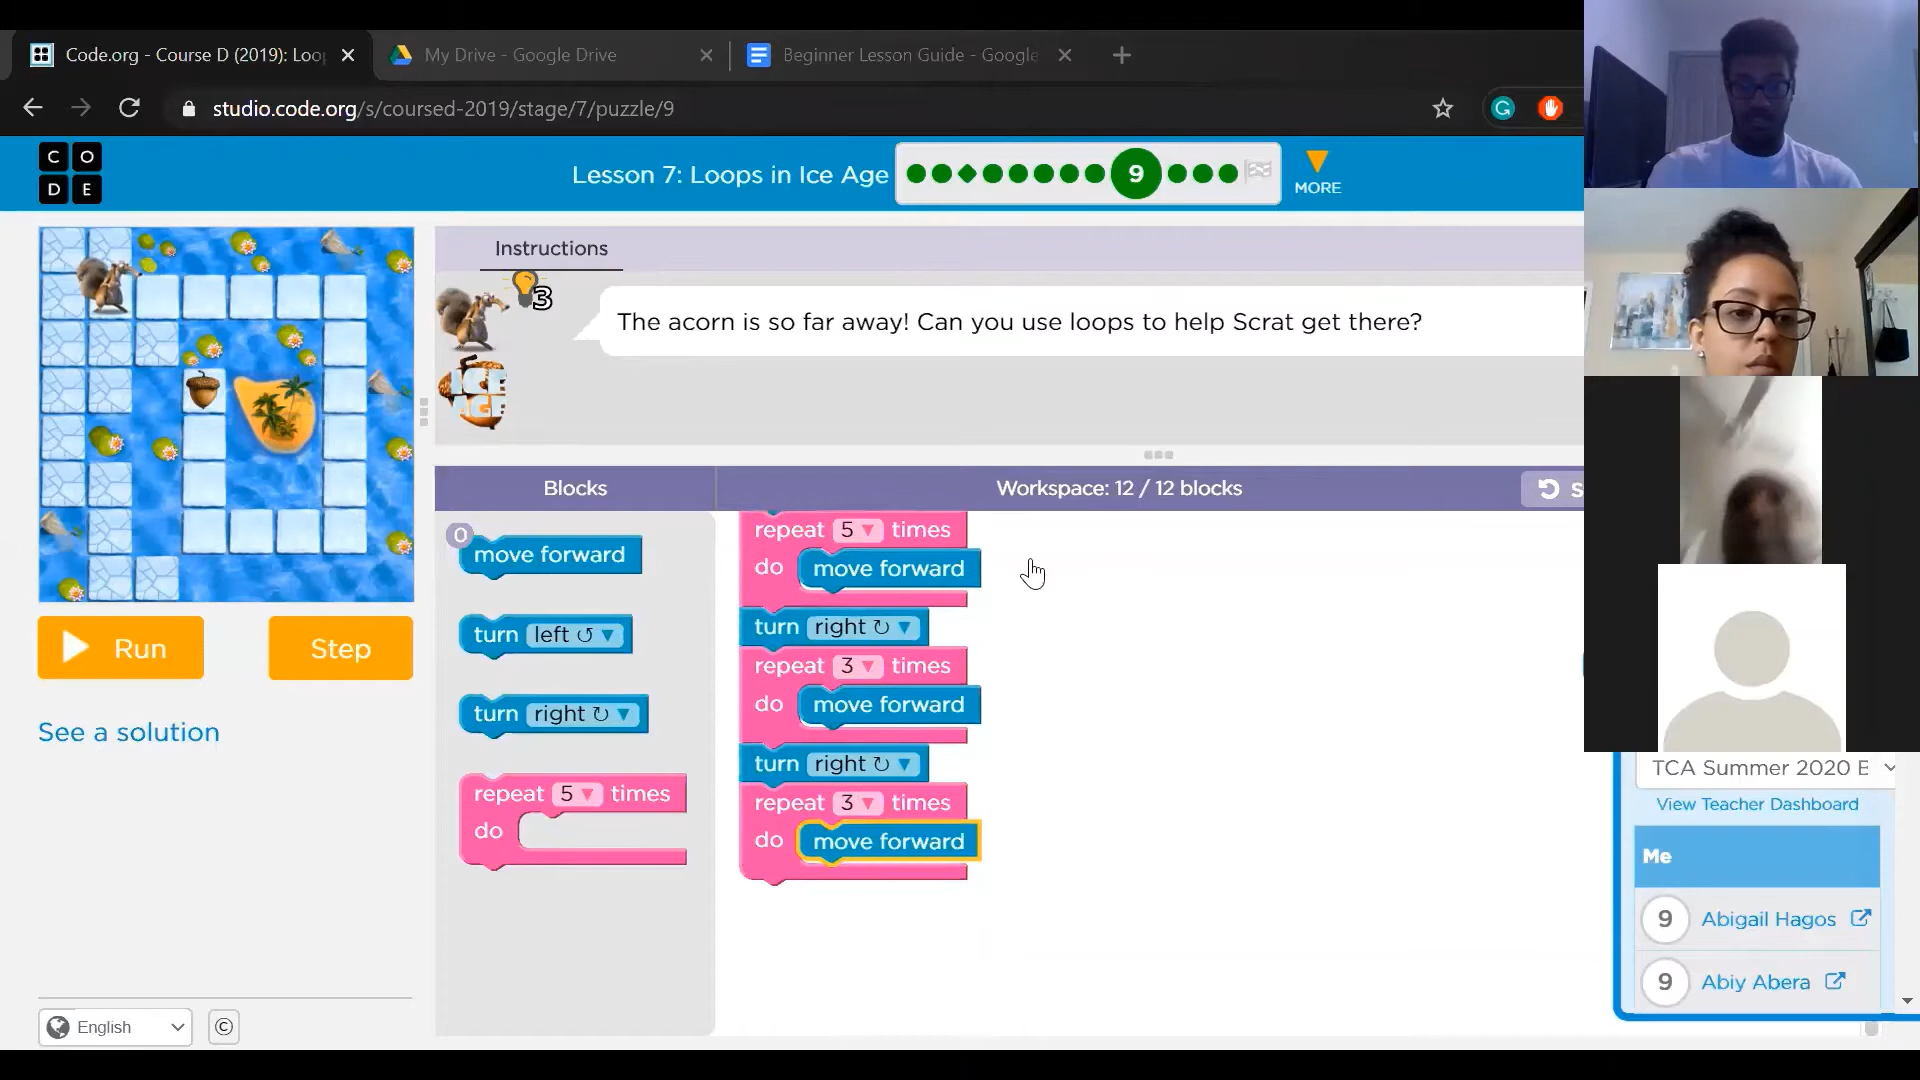 Code.org - Course D (2019): Loo
My Drive - Google Drive
Beginner Lesson Guide - Google
studio.code.org/s/coursed-2019/stage/7/puzzle/9
G
C O
D E
Lesson 7: Loops in Ice Age
9
MORE
Instructions
3
The acorn is so far away! Can you use loops to help Scrat get there?
ICE
AGE
Blocks
Workspace: 12 / 12 blocks
S
0
move forward
turn left ↺ ▼
turn right ↻ ▼
repeat 5 ▼ times
do
repeat 5 ▼ times
do move forward
turn right ↻ ▼
repeat 3 ▼ times
do move forward
turn right ↻ ▼
repeat 3 ▼ times
do move forward
Run
Step
See a solution
English
©
TCA Summer 2020 B
View Teacher Dashboard
Me
9 Abigail Hagos
9 Abiy Abera